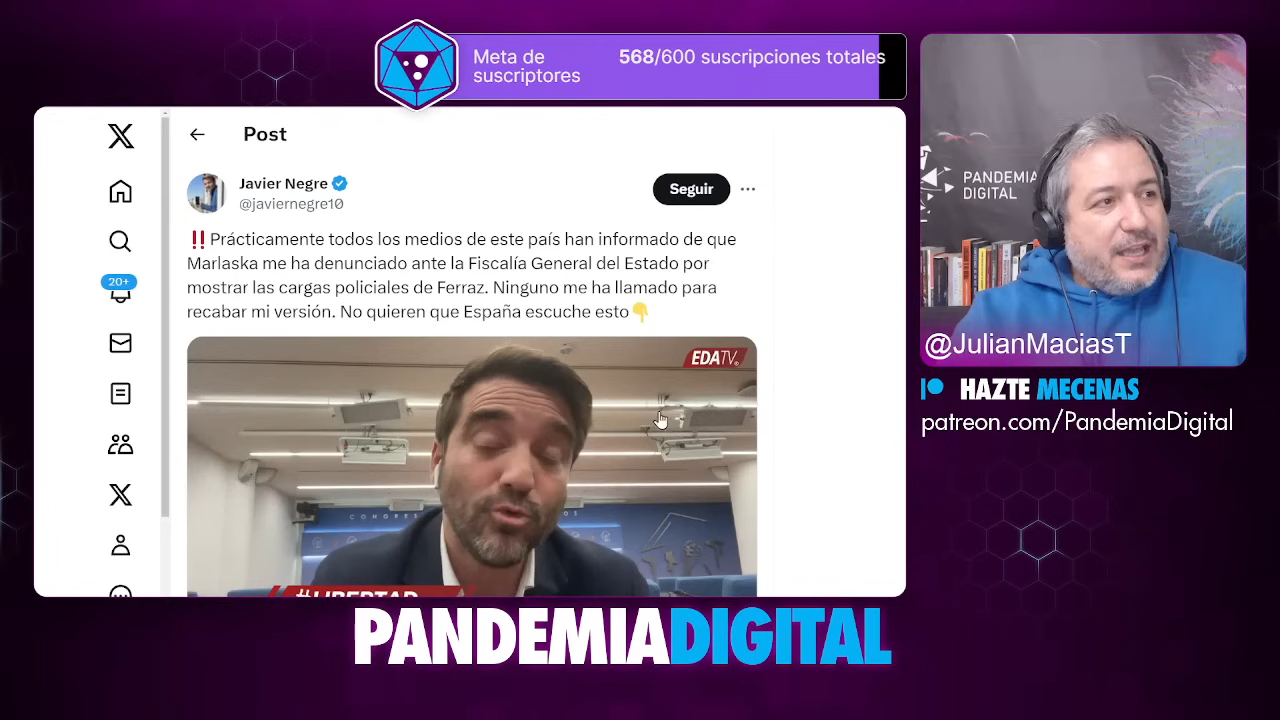 Meta de
suscriptores
568/600 suscripciones totales
Post
Javier Negre
@javiernegre10
Seguir
‼️Prácticamente todos los medios de este país han informado de que
Marlaska me ha denunciado ante la Fiscalía General del Estado por
mostrar las cargas policiales de Ferraz. Ninguno me ha llamado para
recabar mi versión. No quieren que España escuche esto👇
20+
EDATV
CONGRES
#LIBERTAD
PANDEMIA
DIGITAL
@JulianMaciasT
HAZTE MECENAS
patreon.com/PandemiaDigital
PANDEMIADIGITAL